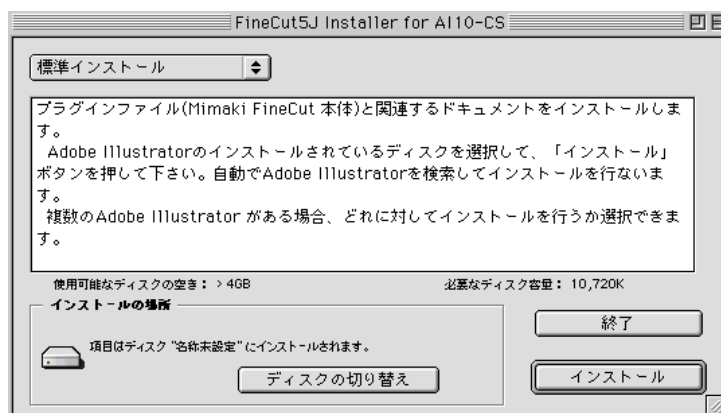 FineCut5J Installer for AI10-CS
標準インストール
プラグインファイル(Mimaki FineCut 本体)と関連するドキュメントをインストールしま
す。
Adobe Illustratorのインストールされているディスクを選択して、「インストール」
ボタンを押して下さい。自動でAdobe Illustratorを検索してインストールを行ないま
す。
複数のAdobe Illustrator がある場合、どれに対してインストールを行うか選択できま
す。
使用可能なディスクの空き： > 4GB
必要なディスク容量： 10,720K
インストールの場所
項目はディスク “名称未設定” にインストールされます。
ディスクの切り替え
終了
インストール